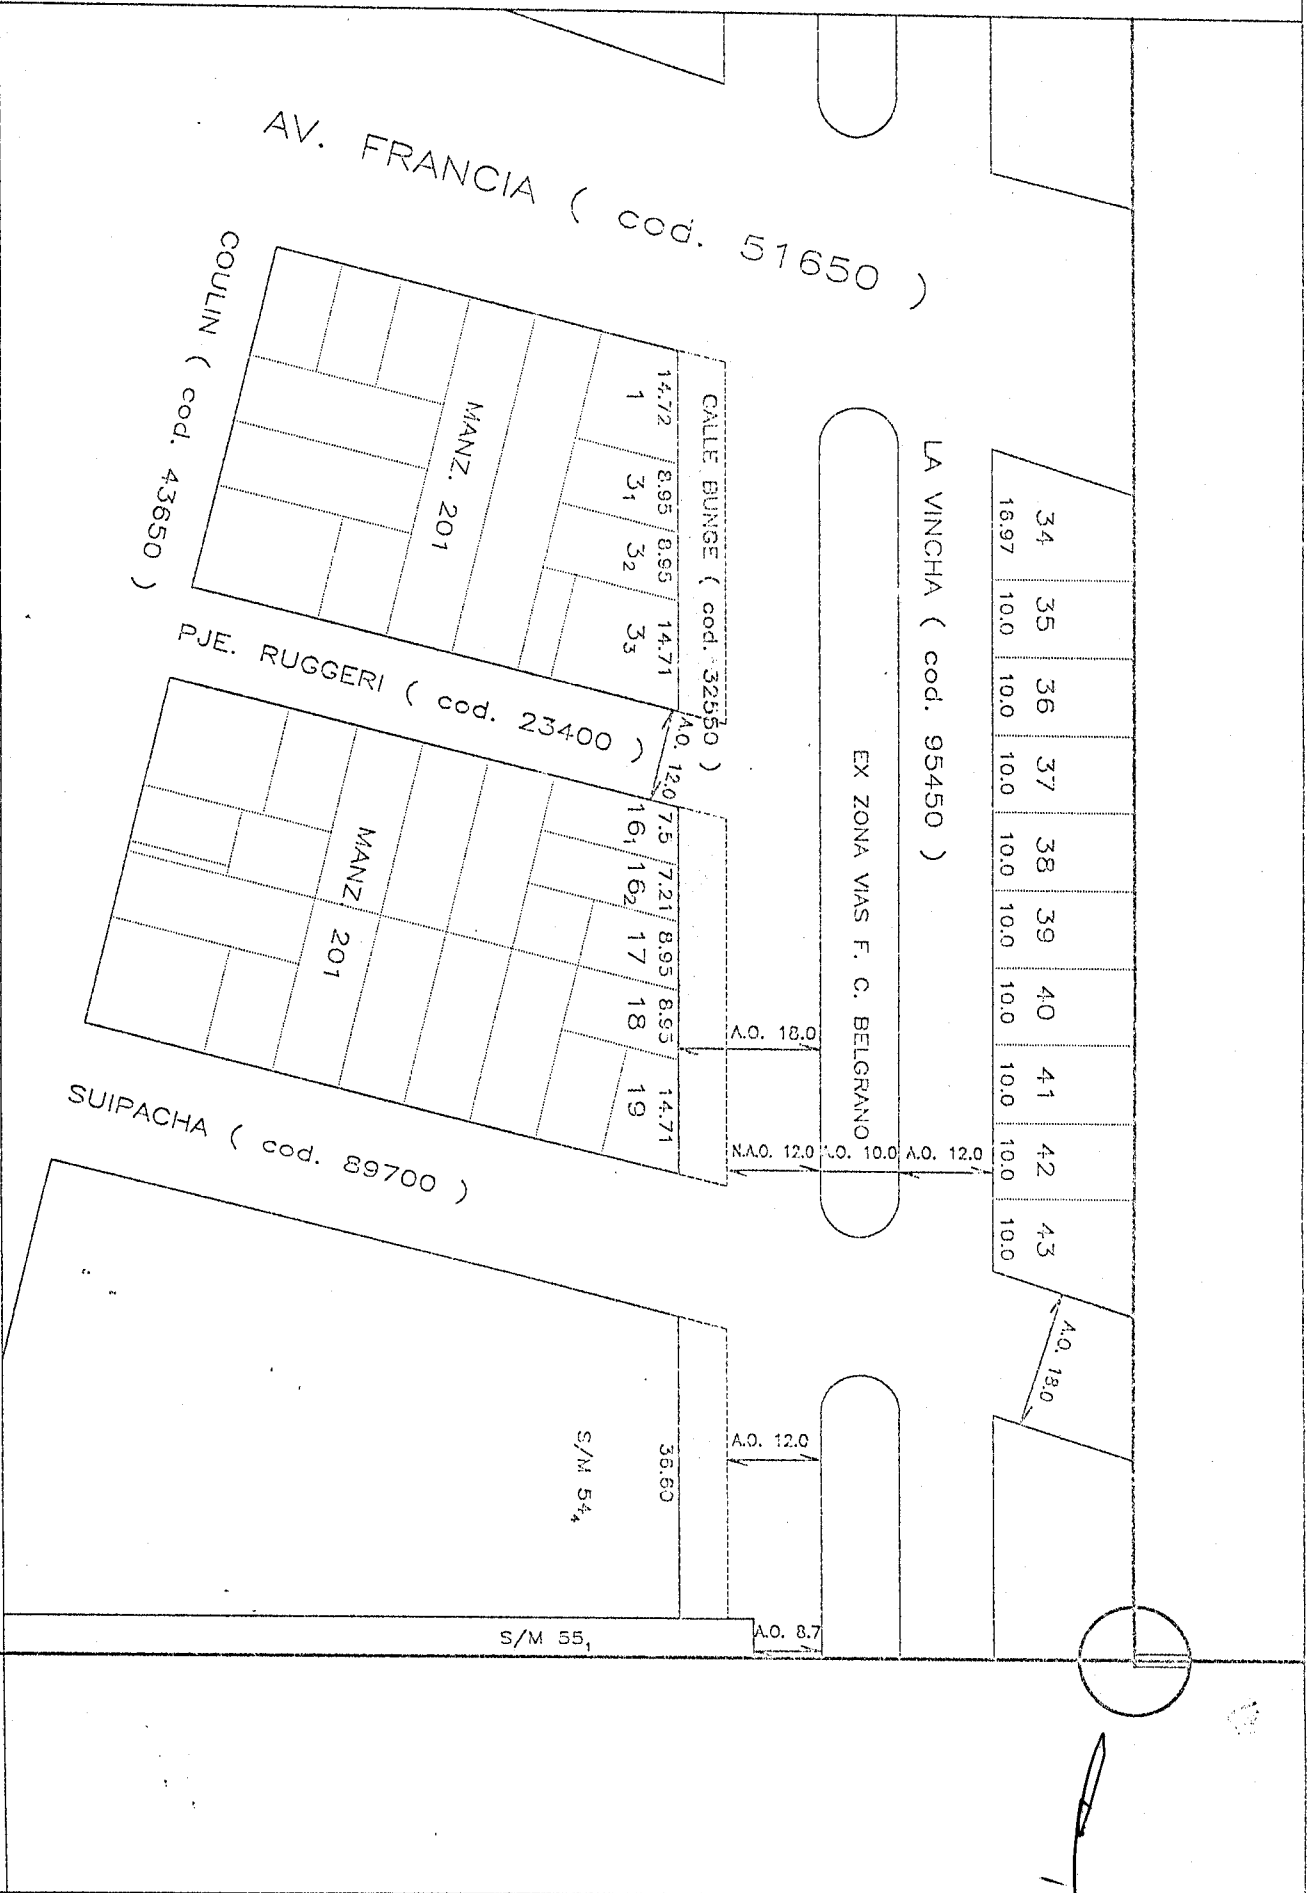 AV. FRANCIA ( cod. 51650 )
COULIN ( cod. 43650 )
CALLE BUNGE ( cod. 32550 )
LA VINCHA ( cod. 95450 )
EX ZONA VIAS F. C. BELGRANO
PJE. RUGGERI ( cod. 23400 )
SUIPACHA ( cod. 89700 )
34 35 36 37 38 39 40 41 42 43
10.0 10.0 10.0 10.0 10.0 10.0 10.0 10.0 10.0
14.72 8.95 8.95 14.71
1 3₁ 3₂ 3₃
MANZ. 201
A.O. 12.0
7.5 7.21 8.95 8.95 14.71
16₁ 16₂ 17 18 19
MANZ. 201
A.O. 18.0
N.A.O. 12.0
A.O. 10.0
A.O. 12.0
A.O. 18.0
A.O. 12.0
A.O. 8.7
36.60
S/M 54₄
S/M 55₁